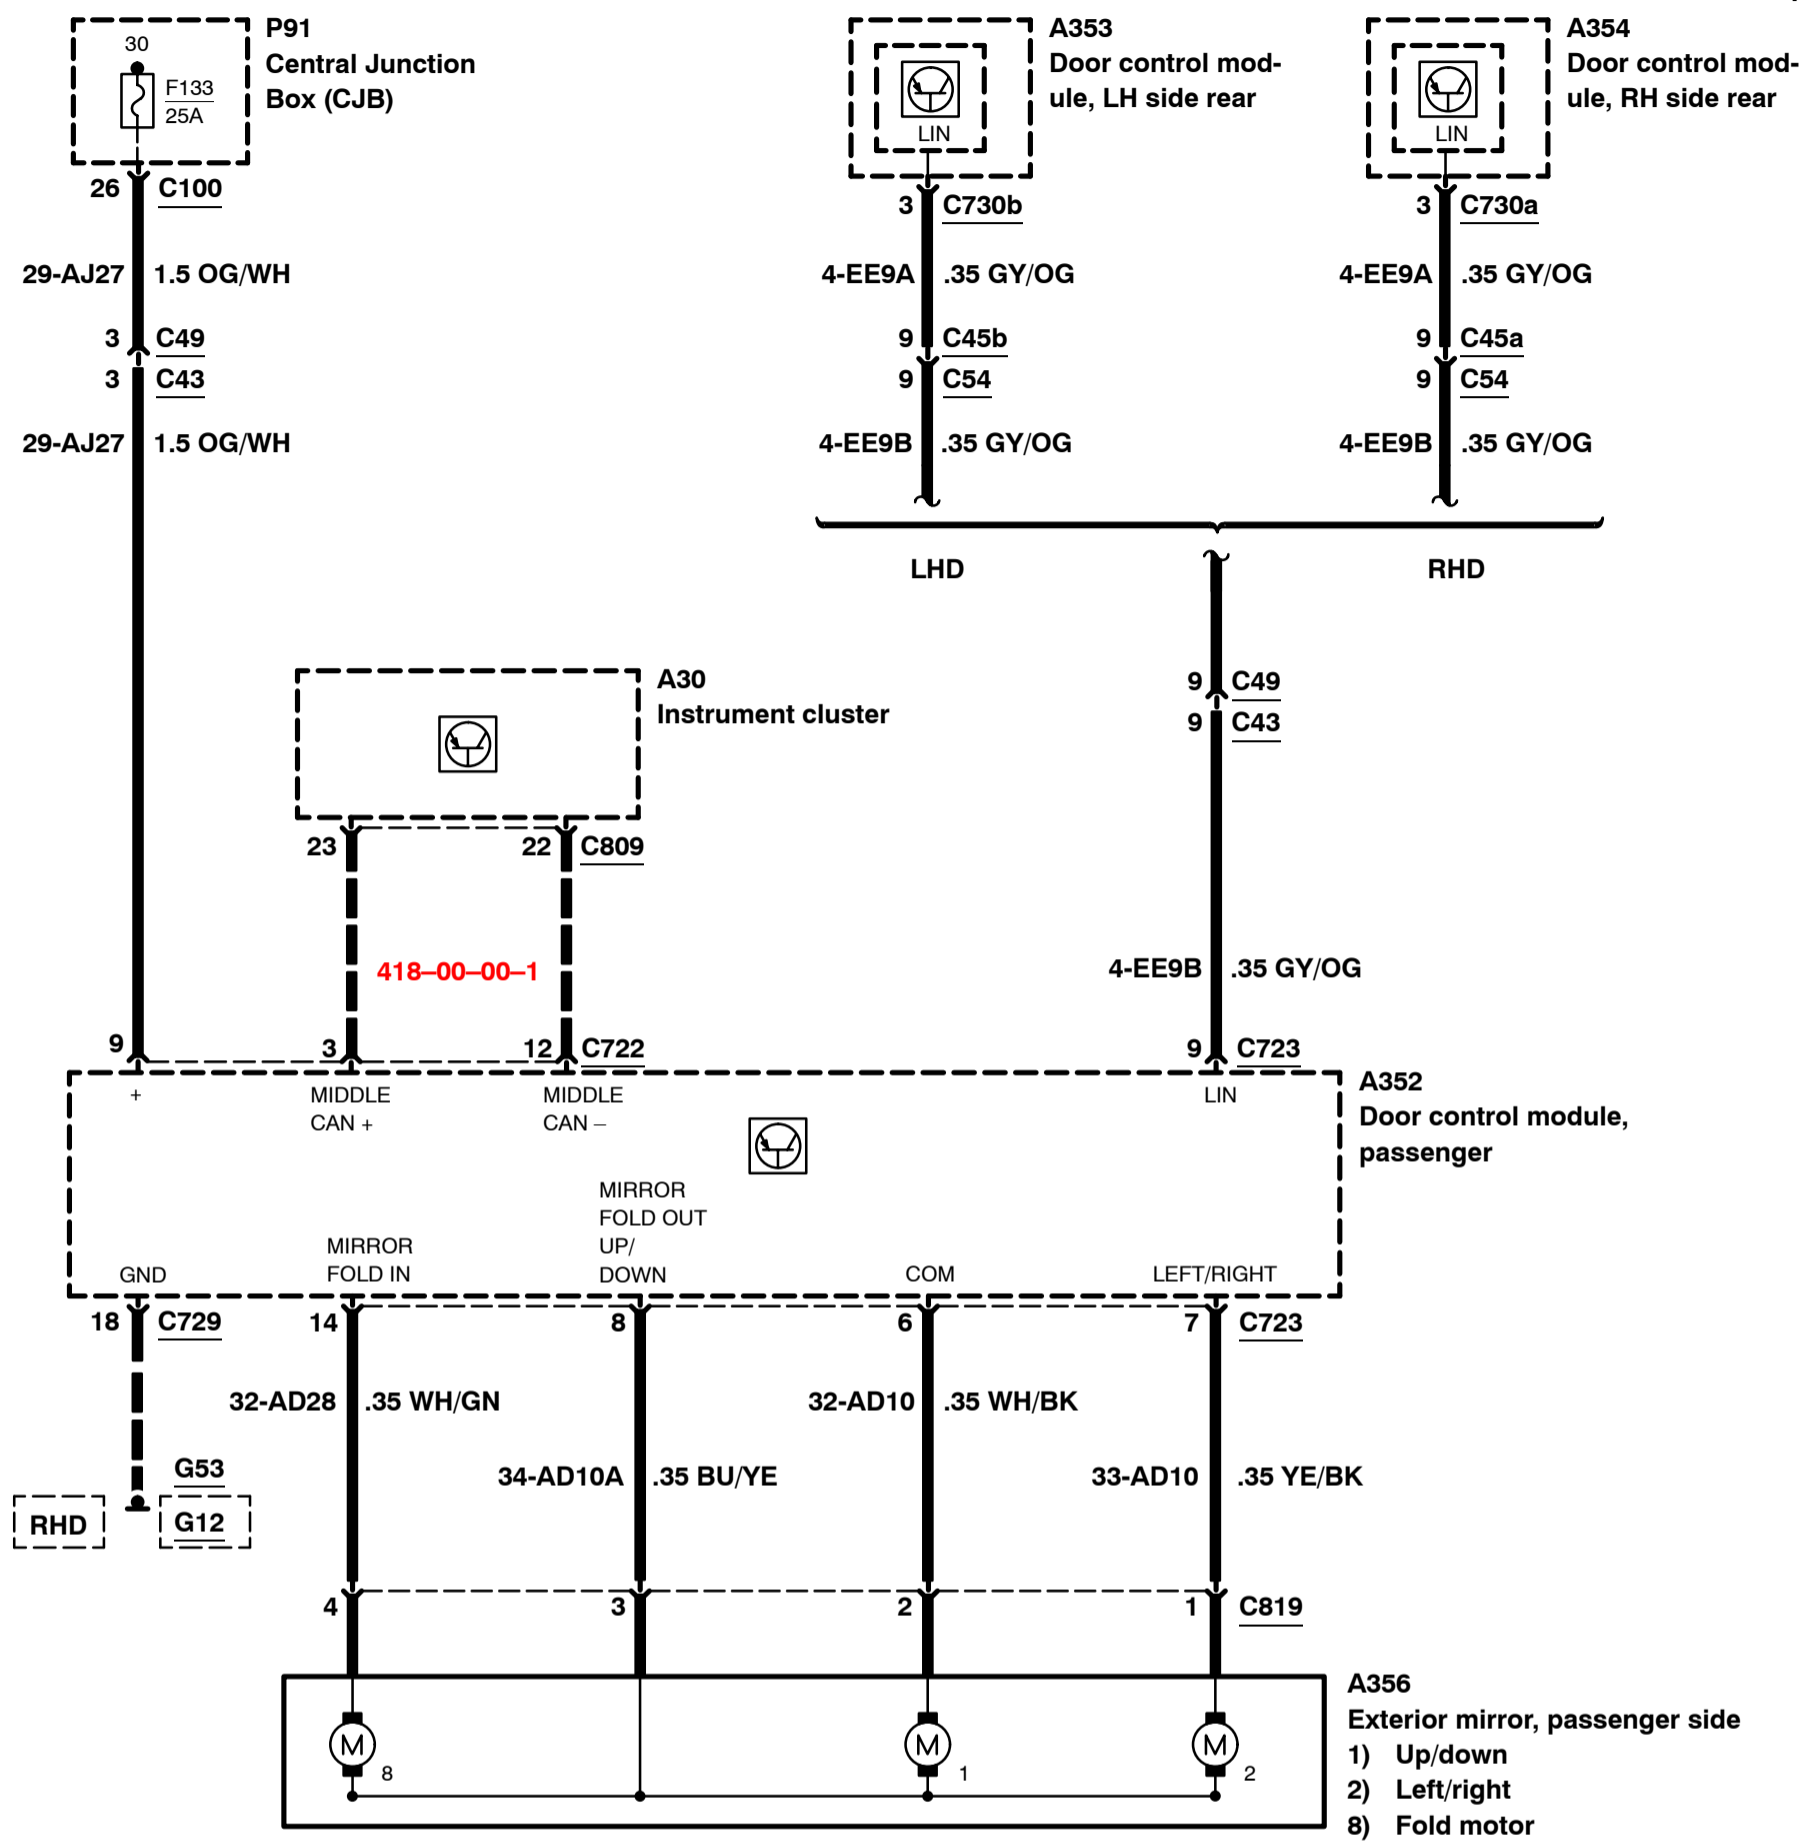 30
F133
25A
P91
Central Junction
Box (CJB)
LIN
A353
Door control mod-
ule, LH side rear
LIN
A354
Door control mod-
ule, RH side rear
26 C100
3 C730b
3 C730a
29-AJ27 1.5 OG/WH
4-EE9A .35 GY/OG
4-EE9A .35 GY/OG
3 C49
3 C43
9 C45b
9 C54
9 C45a
9 C54
29-AJ27 1.5 OG/WH
4-EE9B .35 GY/OG
4-EE9B .35 GY/OG
LHD
RHD
A30
Instrument cluster
9 C49
9 C43
23
22 C809
418–00–00–1
4-EE9B .35 GY/OG
9
3
12 C722
9 C723
+
MIDDLE
CAN +
MIDDLE
CAN –
LIN
A352
Door control module,
passenger
GND
MIRROR
FOLD IN
MIRROR
FOLD OUT
UP/
DOWN
COM
LEFT/RIGHT
18 C729
14
8
6
7 C723
32-AD28 .35 WH/GN
32-AD10 .35 WH/BK
34-AD10A .35 BU/YE
33-AD10 .35 YE/BK
G53
RHD
G12
4
3
2
1 C819
M
8
M
1
M
2
A356
Exterior mirror, passenger side
1) Up/down
2) Left/right
8) Fold motor